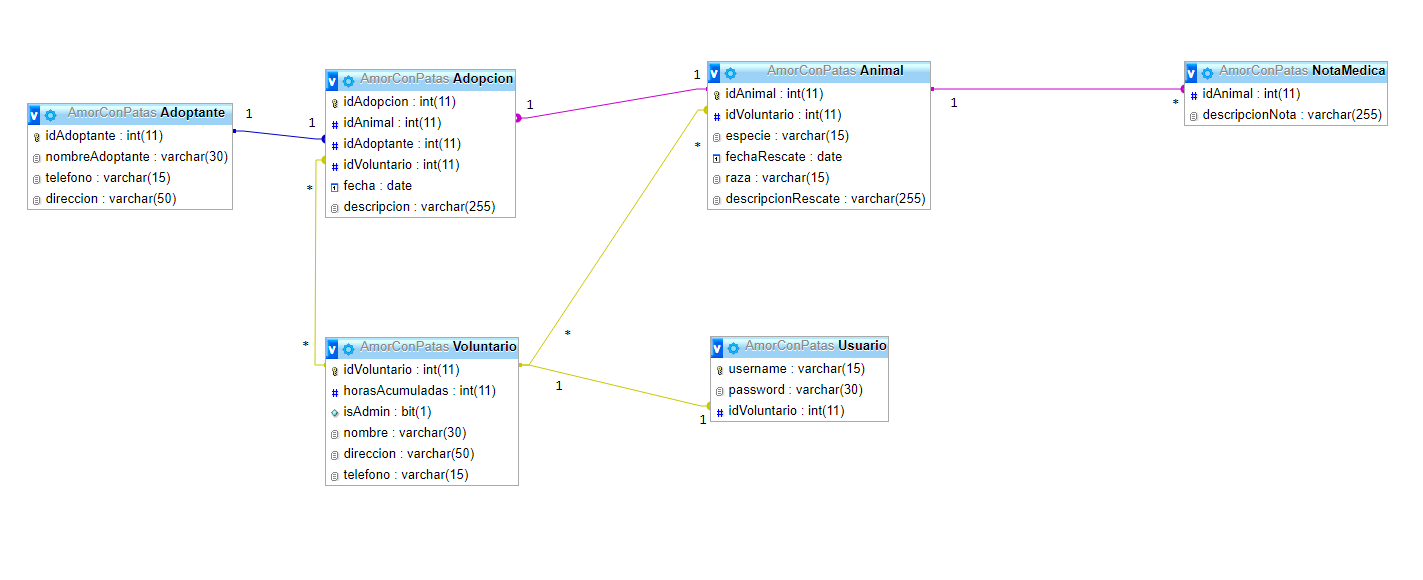 AmorConPatas Adoptante
idAdoptante : int(11)
nombreAdoptante : varchar(30)
telefono : varchar(15)
direccion : varchar(50)
1
1
*
AmorConPatas Adopcion
idAdopcion : int(11)
idAnimal : int(11)
idAdoptante : int(11)
idVoluntario : int(11)
fecha : date
descripcion : varchar(255)
1
1
*
AmorConPatas Animal
idAnimal : int(11)
idVoluntario : int(11)
especie : varchar(15)
fechaRescate : date
raza : varchar(15)
descripcionRescate : varchar(255)
1
*
AmorConPatas NotaMedica
idAnimal : int(11)
descripcionNota : varchar(255)
*
AmorConPatas Voluntario
idVoluntario : int(11)
horasAcumuladas : int(11)
isAdmin : bit(1)
nombre : varchar(30)
direccion : varchar(50)
telefono : varchar(15)
*
1
1
AmorConPatas Usuario
username : varchar(15)
password : varchar(30)
idVoluntario : int(11)